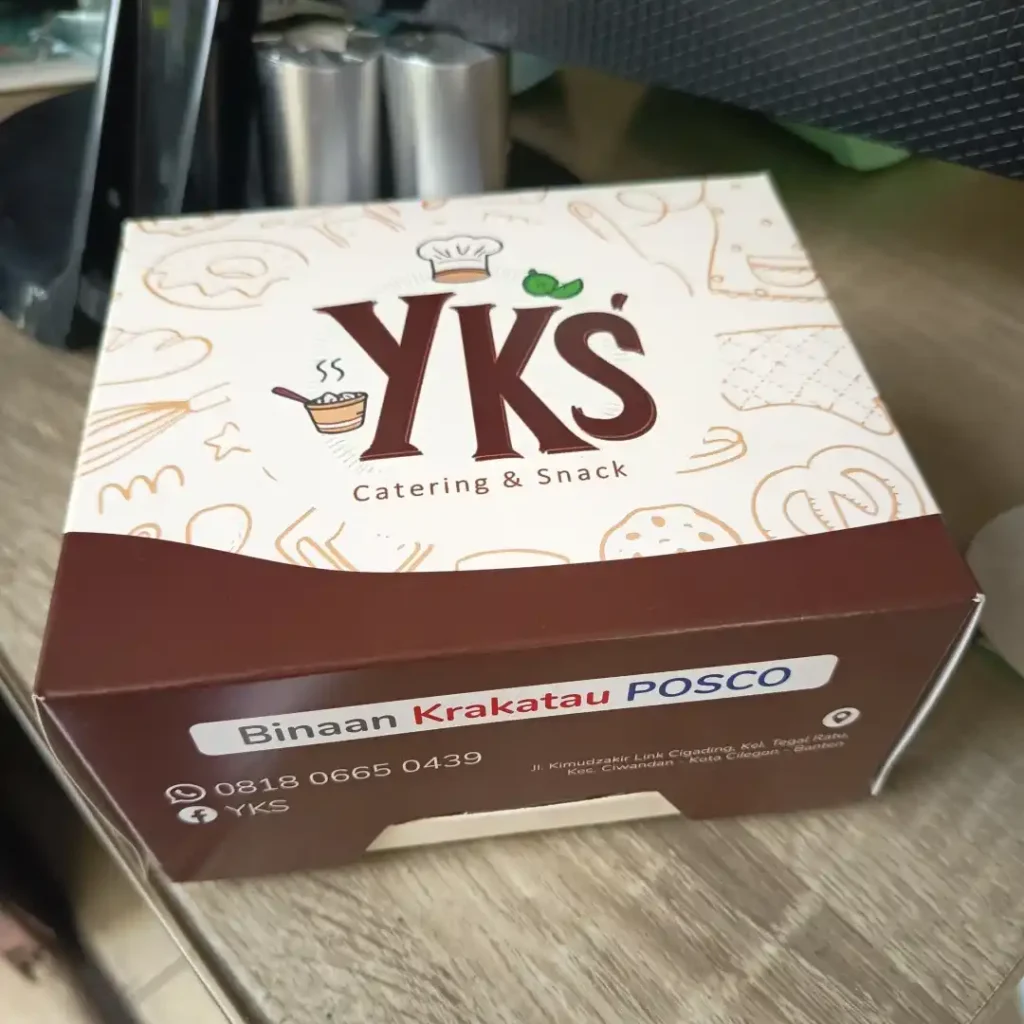 YKS'
Catering & Snack
Binaan Krakatau POSCO
0818 0665 0439
YKS
Jl. Kimudzakir Link Cigading, Kel. Tegal Ratu,
Kec. Ciwandan - Kota Cilegon - Banten